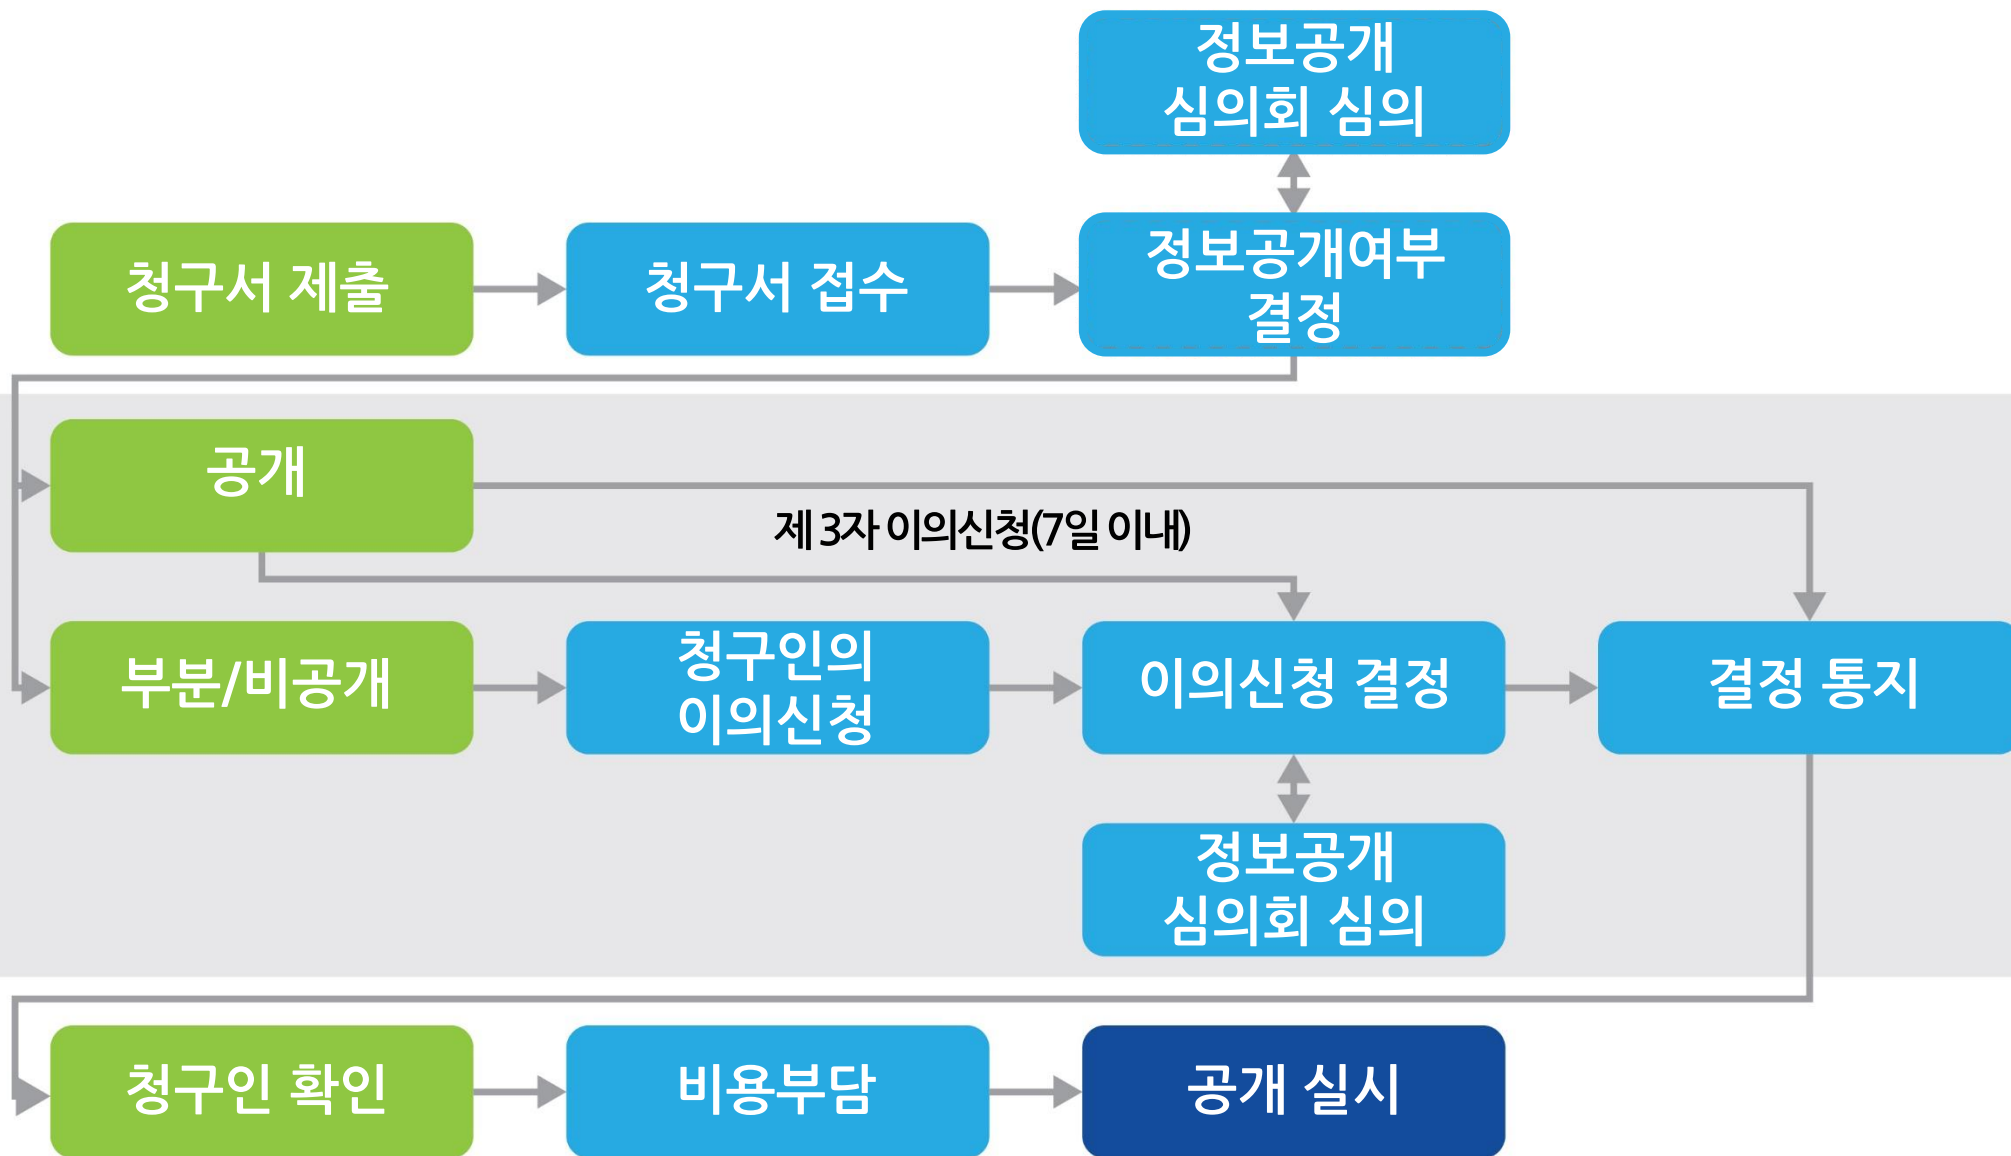 정보공개
심의회 심의
청구서 제출
청구서 접수
정보공개여부
결정
공개
제 3자 이의신청(7일 이내)
부분/비공개
청구인의
이의신청
이의신청 결정
결정 통지
정보공개
심의회 심의
청구인 확인
비용부담
공개 실시